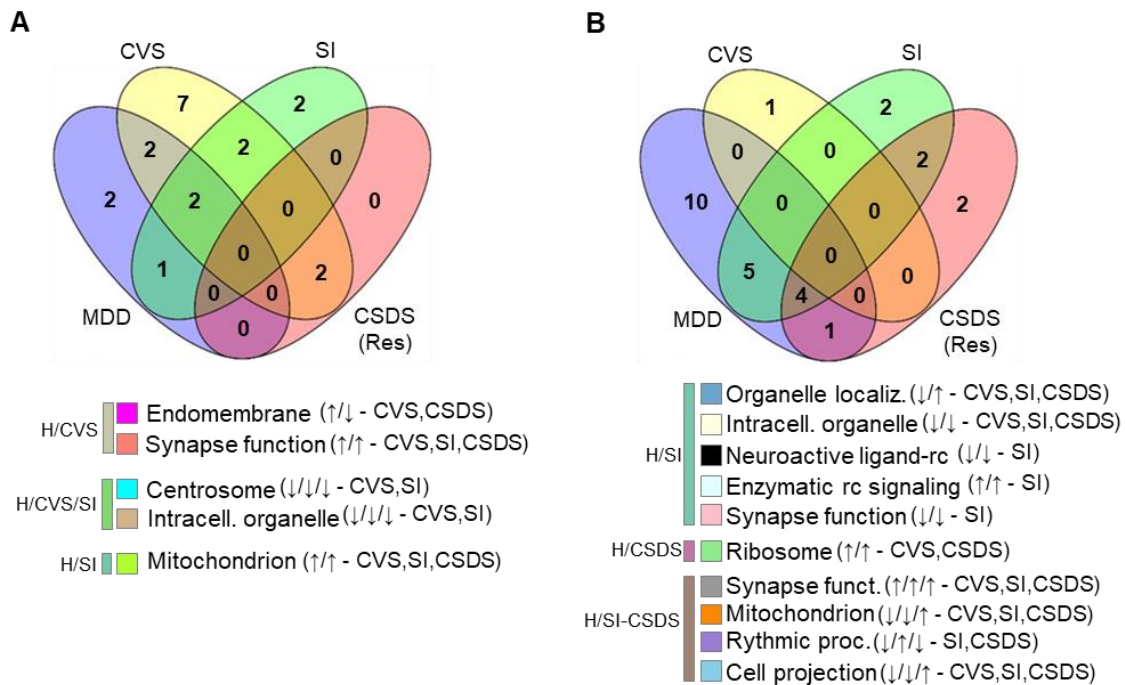 A
CVS
SI
7
2
2
2
0
2
2
0
0
1
0
2
0
0
0
MDD
CSDS
(Res)
H/CVS
Endomembrane (↑/↓ - CVS,CSDS)
Synapse function (↑/↑ - CVS,SI,CSDS)
H/CVS/SI
Centrosome (↓/↓/↓ - CVS,SI)
Intracell. organelle (↓/↓/↓ - CVS,SI)
H/SI
Mitochondrion (↑/↑ - CVS,SI,CSDS)
B
CVS
SI
1
2
0
0
2
10
0
0
2
5
0
0
4
0
1
MDD
CSDS
(Res)
H/SI
Organelle localiz.(↓/↑ - CVS,SI,CSDS)
Intracell. organelle (↓/↓ - CVS,SI,CSDS)
Neuroactive ligand-rc (↓/↓ - SI)
Enzymatic rc signaling (↑/↑ - SI)
Synapse function (↓/↓ - SI)
H/CSDS
Ribosome (↑/↑ - CVS,CSDS)
H/SI-CSDS
Synapse funct. (↑/↑/↑ - CVS,SI,CSDS)
Mitochondrion (↓/↓/↑ - CVS,SI,CSDS)
Rythmic proc. (↓/↑/↓ - SI,CSDS)
Cell projection (↓/↓/↑ - CVS,SI,CSDS)